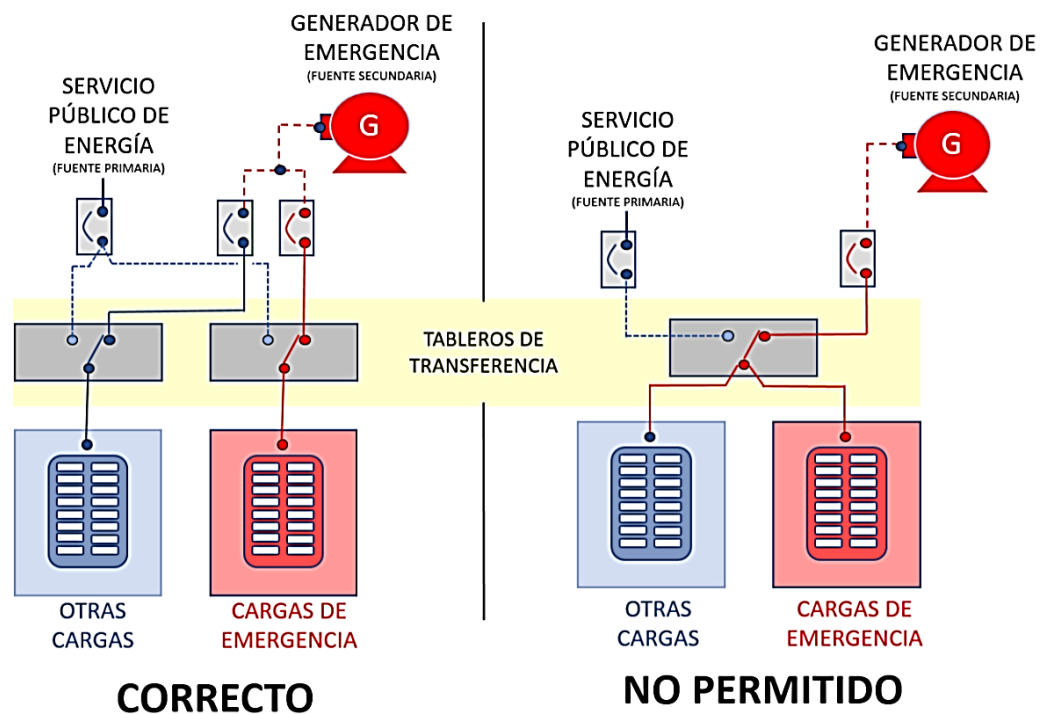 GENERADOR DE
EMERGENCIA
(FUENTE SECUNDARIA)
SERVICIO
PÚBLICO DE
ENERGÍA
(FUENTE PRIMARIA)
G
OTRAS
CARGAS
CARGAS DE
EMERGENCIA
CORRECTO
TABLEROS DE
TRANSFERENCIA
GENERADOR DE
EMERGENCIA
(FUENTE SECUNDARIA)
SERVICIO
PÚBLICO DE
ENERGÍA
(FUENTE PRIMARIA)
G
OTRAS
CARGAS
CARGAS DE
EMERGENCIA
NO PERMITIDO